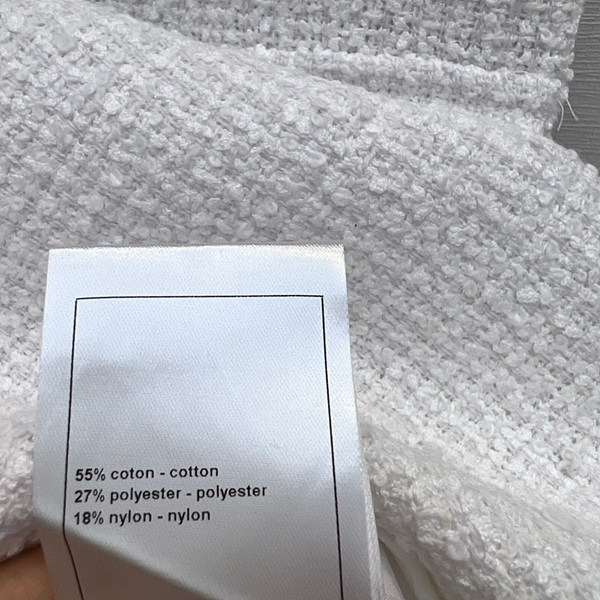 55% coton - cotton
27% polyester - polyester
18% nylon - nylon